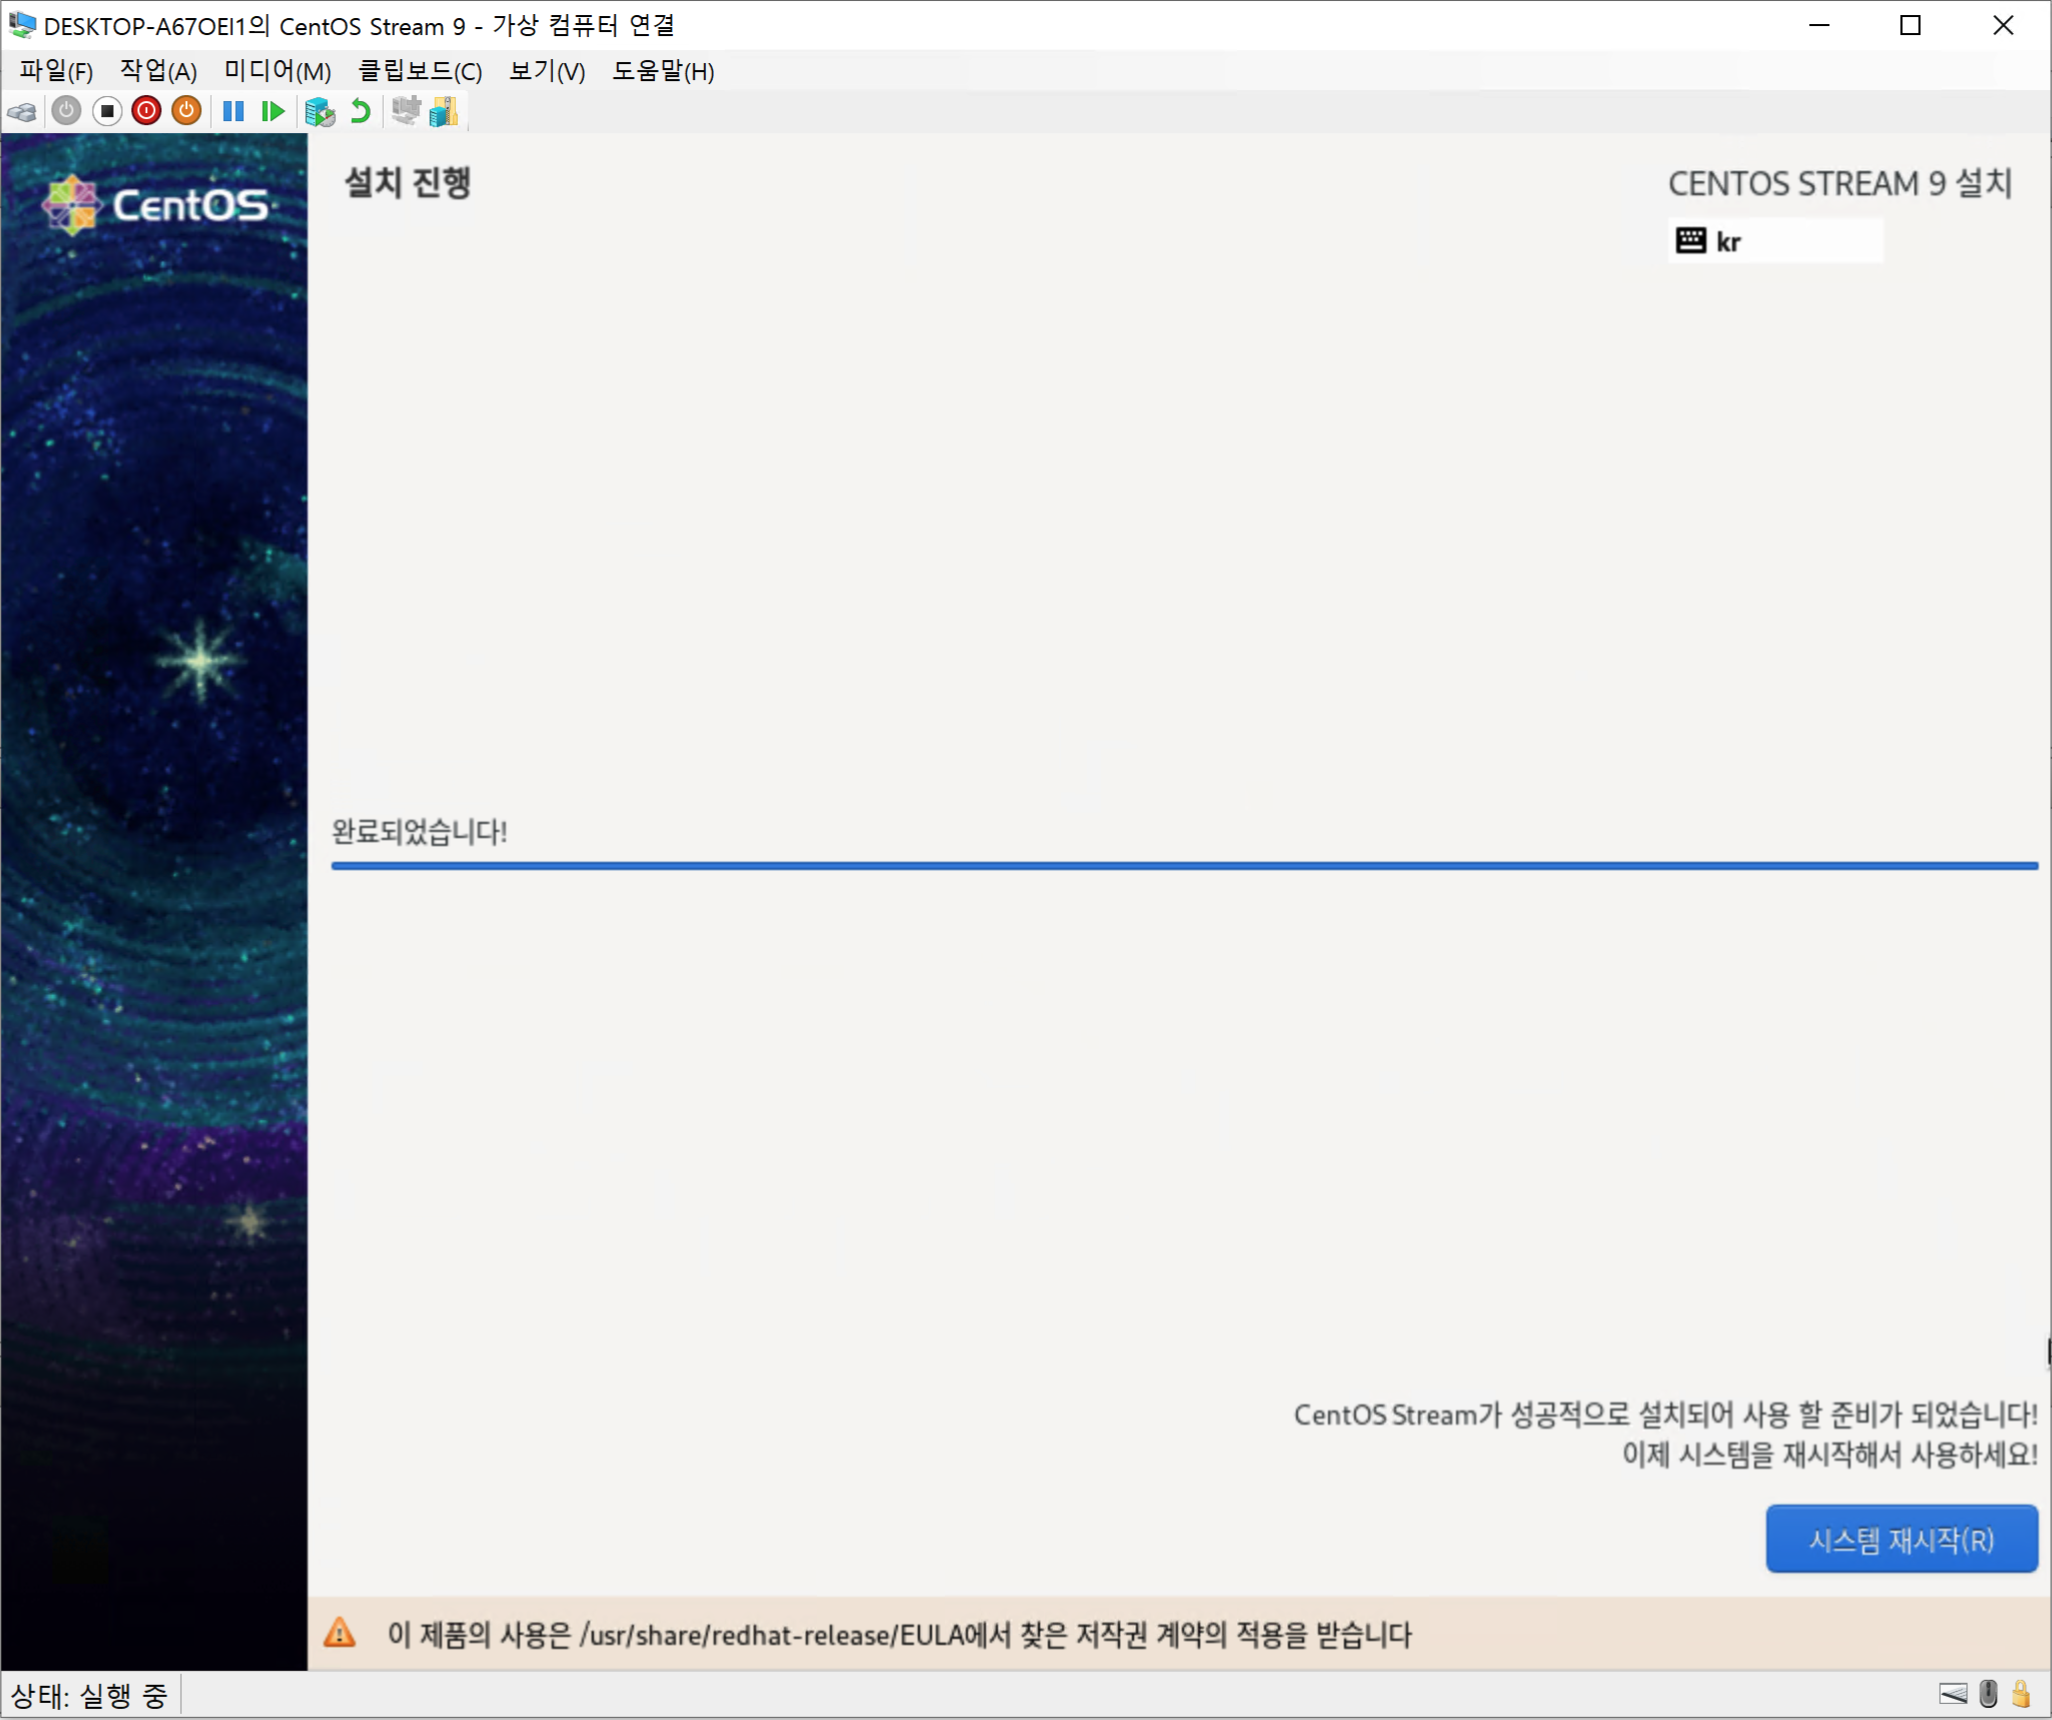 DESKTOP-A67OEI1의 CentOS Stream 9 - 가상 컴퓨터 연결
파일(F) 작업(A) 미디어(M) 클립보드(C) 보기(V) 도움말(H)
CentOS
설치 진행
CENTOS STREAM 9 설치
kr
완료되었습니다!
CentOS Stream가 성공적으로 설치되어 사용 할 준비가 되었습니다!
이제 시스템을 재시작해서 사용하세요!
시스템 재시작(R)
이 제품의 사용은 /usr/share/redhat-release/EULA에서 찾은 저작권 계약의 적용을 받습니다
상태: 실행 중